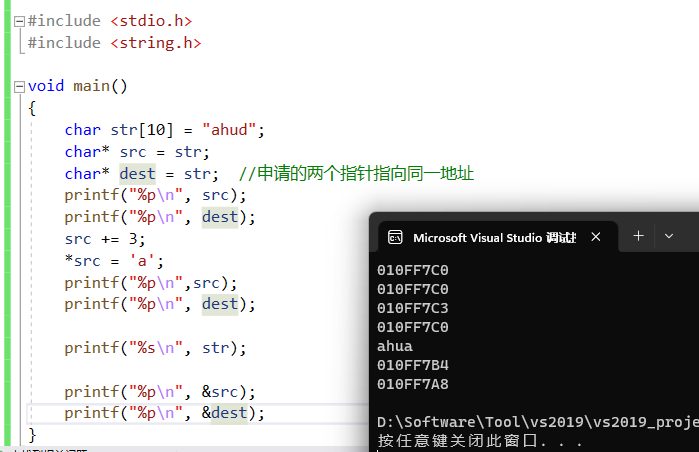 #include <stdio.h>
#include <string.h>
void main()
{
char str[10] = "ahud";
char* src = str;
char* dest = str; //申请的两个指针指向同一地址
printf("%p\n", src);
printf("%p\n", dest);
src += 3;
*src = 'a';
printf("%p\n",src);
printf("%p\n", dest);
printf("%s\n", str);
printf("%p\n", &src);
printf("%p\n", &dest);
}
Microsoft Visual Studio 调试
010FF7C0
010FF7C0
010FF7C3
010FF7C0
ahua
010FF7B4
010FF7A8
D:\Software\Tool\vs2019\vs2019_proje
按任意键关闭此窗口. . .